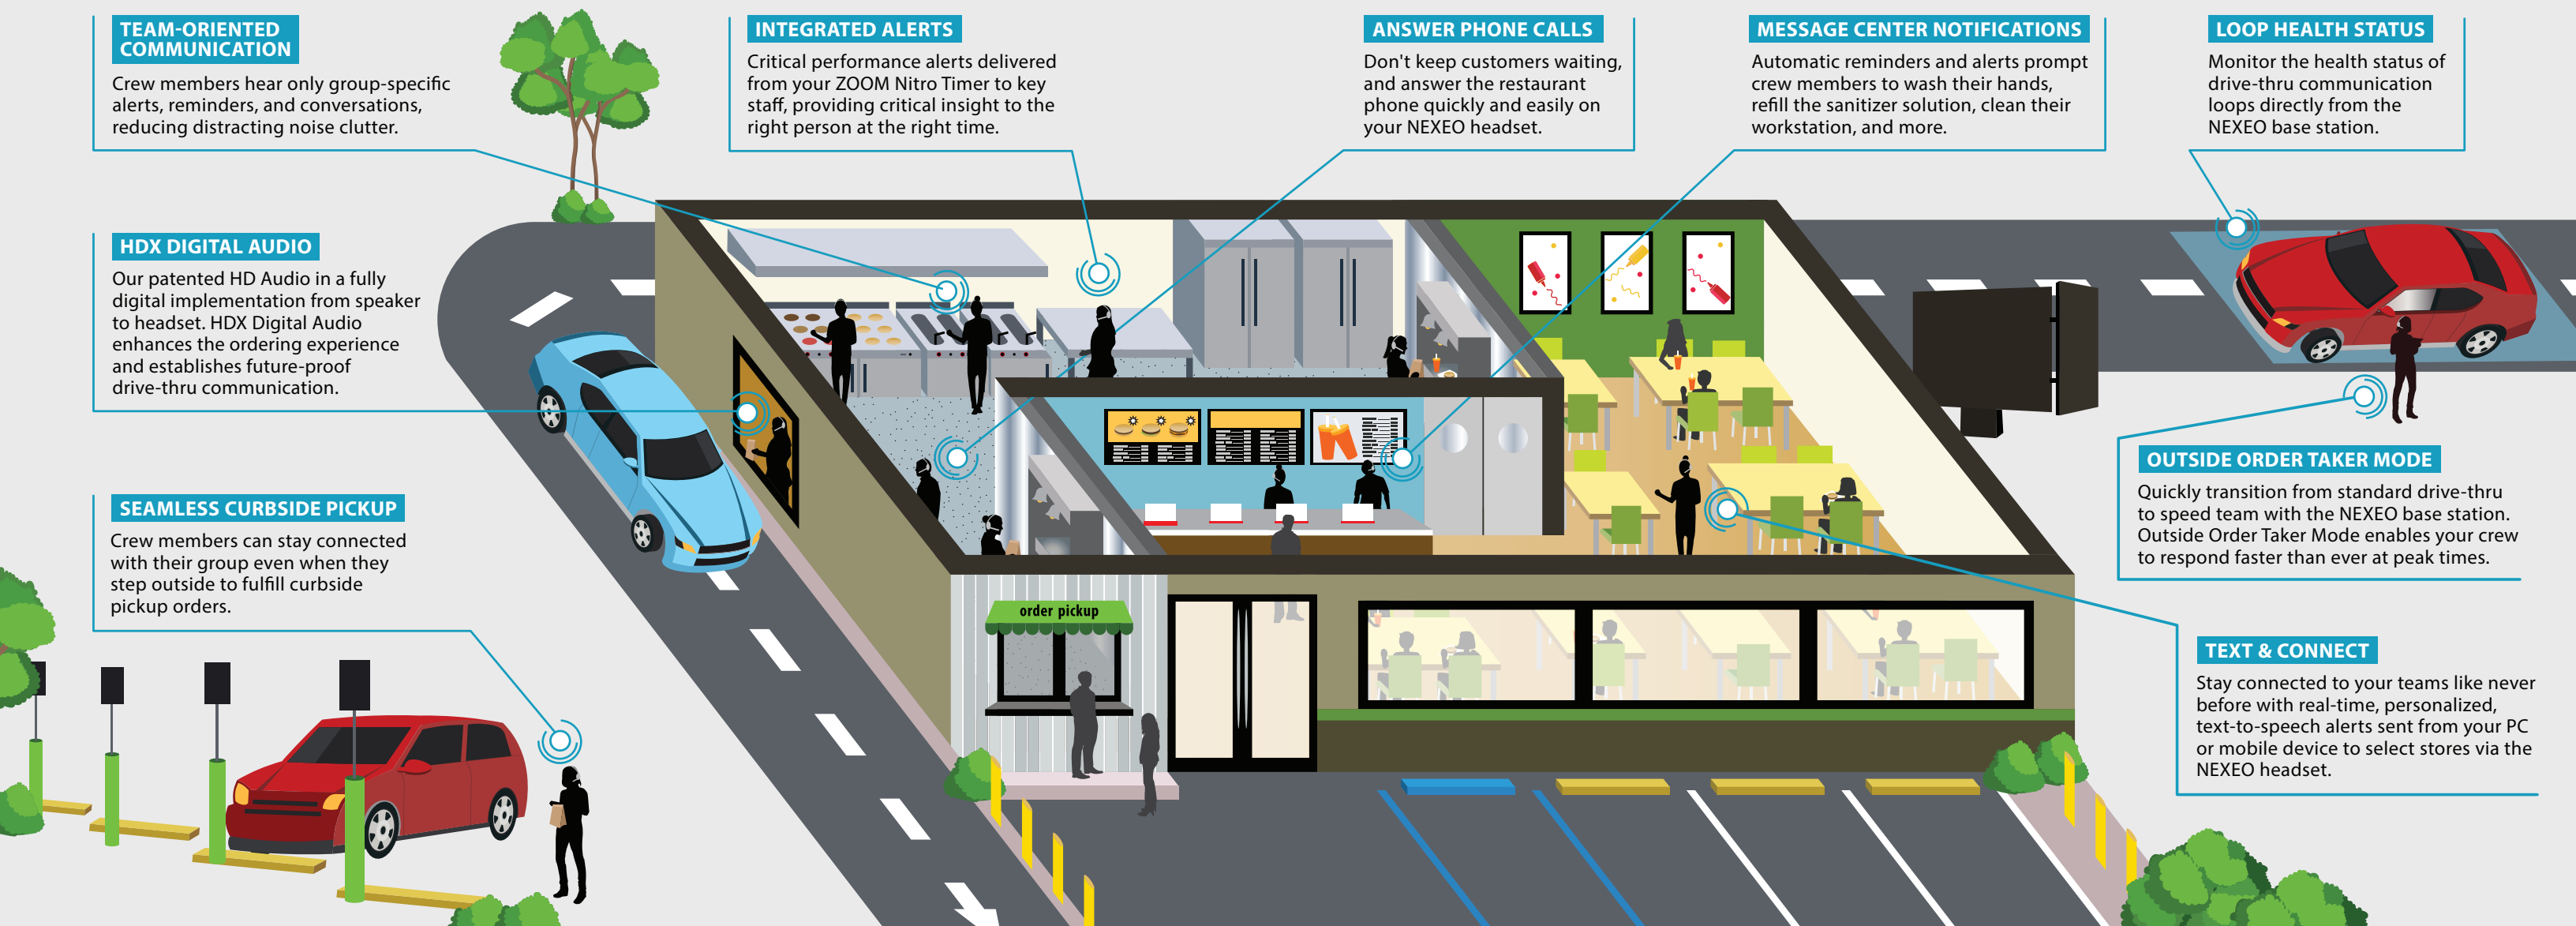 TEAM-ORIENTED
COMMUNICATION
Crew members hear only group-specific
alerts, reminders, and conversations,
reducing distracting noise clutter.
INTEGRATED ALERTS
Critical performance alerts delivered
from your ZOOM Nitro Timer to key
staff, providing critical insight to the
right person at the right time.
ANSWER PHONE CALLS
Don't keep customers waiting,
and answer the restaurant
phone quickly and easily on
your NEXEO headset.
MESSAGE CENTER NOTIFICATIONS
Automatic reminders and alerts prompt
crew members to wash their hands,
refill the sanitizer solution, clean their
workstation, and more.
LOOP HEALTH STATUS
Monitor the health status of
drive-thru communication
loops directly from the
NEXEO base station.
HDX DIGITAL AUDIO
Our patented HD Audio in a fully
digital implementation from speaker
to headset. HDX Digital Audio
enhances the ordering experience
and establishes future-proof
drive-thru communication.
OUTSIDE ORDER TAKER MODE
Quickly transition from standard drive-thru
to speed team with the NEXEO base station.
Outside Order Taker Mode enables your crew
to respond faster than ever at peak times.
SEAMLESS CURBSIDE PICKUP
Crew members can stay connected
with their group even when they
step outside to fulfill curbside
pickup orders.
order pickup
TEXT & CONNECT
Stay connected to your teams like never
before with real-time, personalized,
text-to-speech alerts sent from your PC
or mobile device to select stores via the
NEXEO headset.